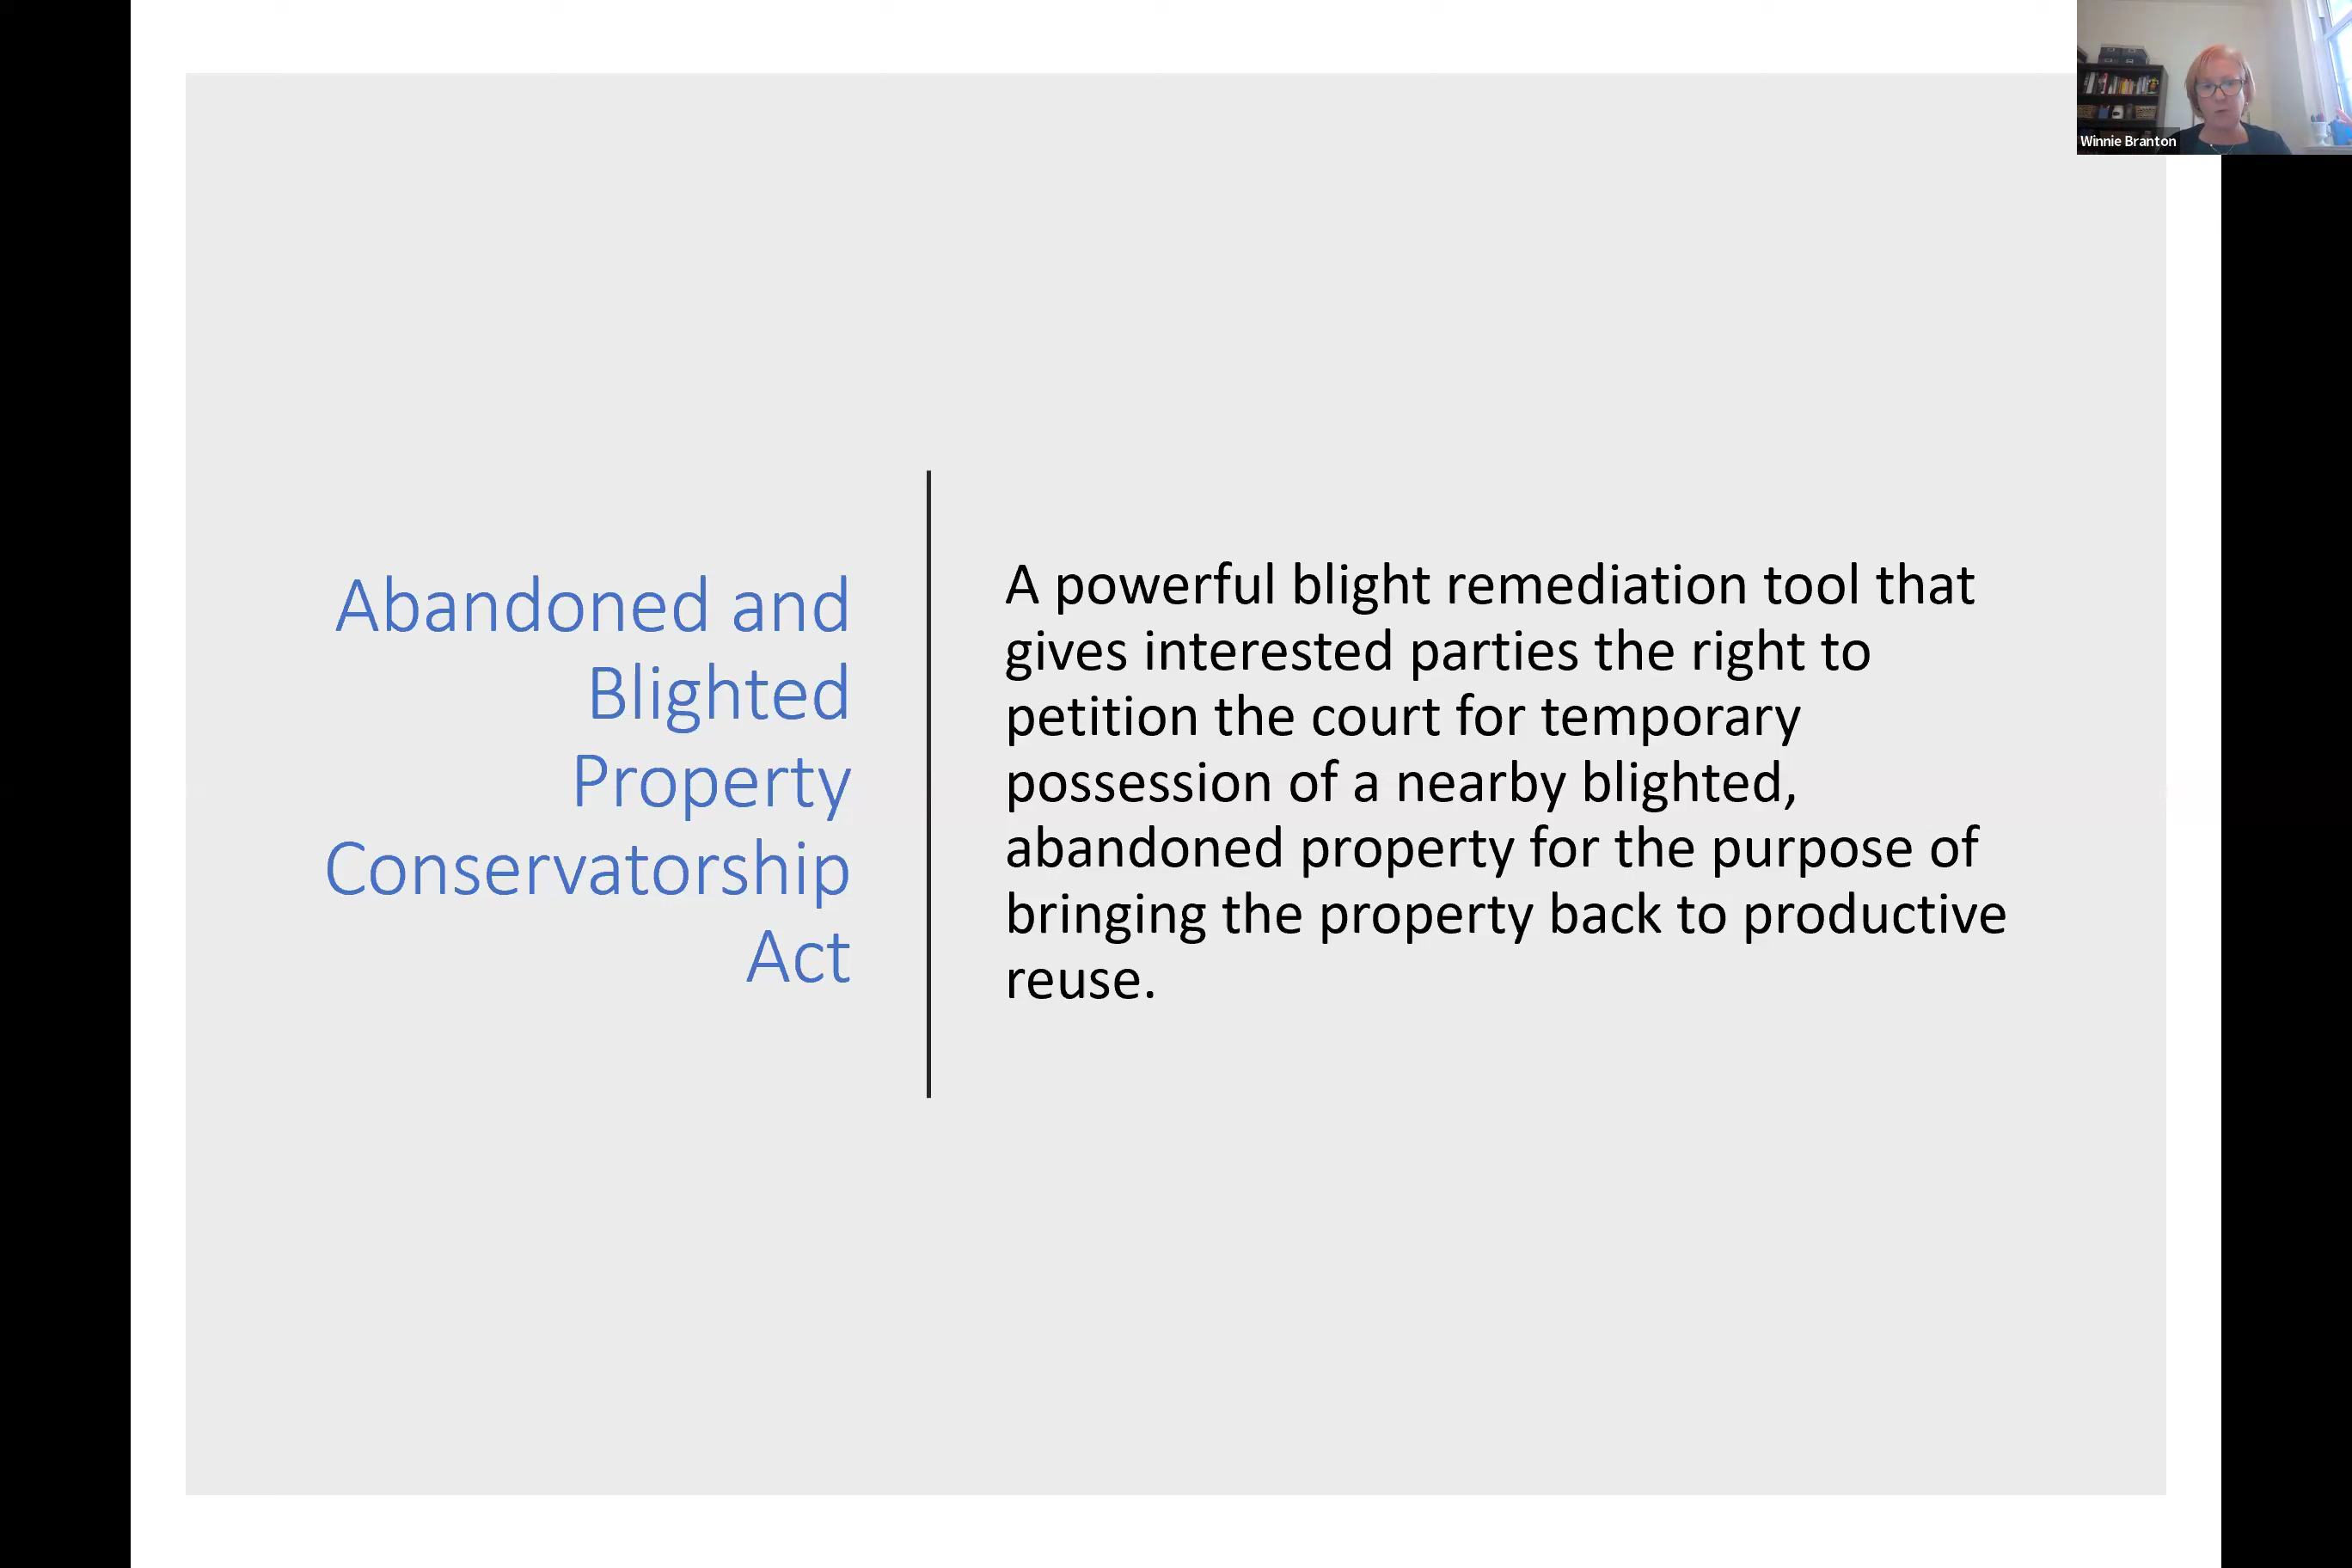 Winnie Branton
Abandoned and
Blighted
Property
Conservatorship
Act
A powerful blight remediation tool that
gives interested parties the right to
petition the court for temporary
possession of a nearby blighted,
abandoned property for the purpose of
bringing the property back to productive
reuse.